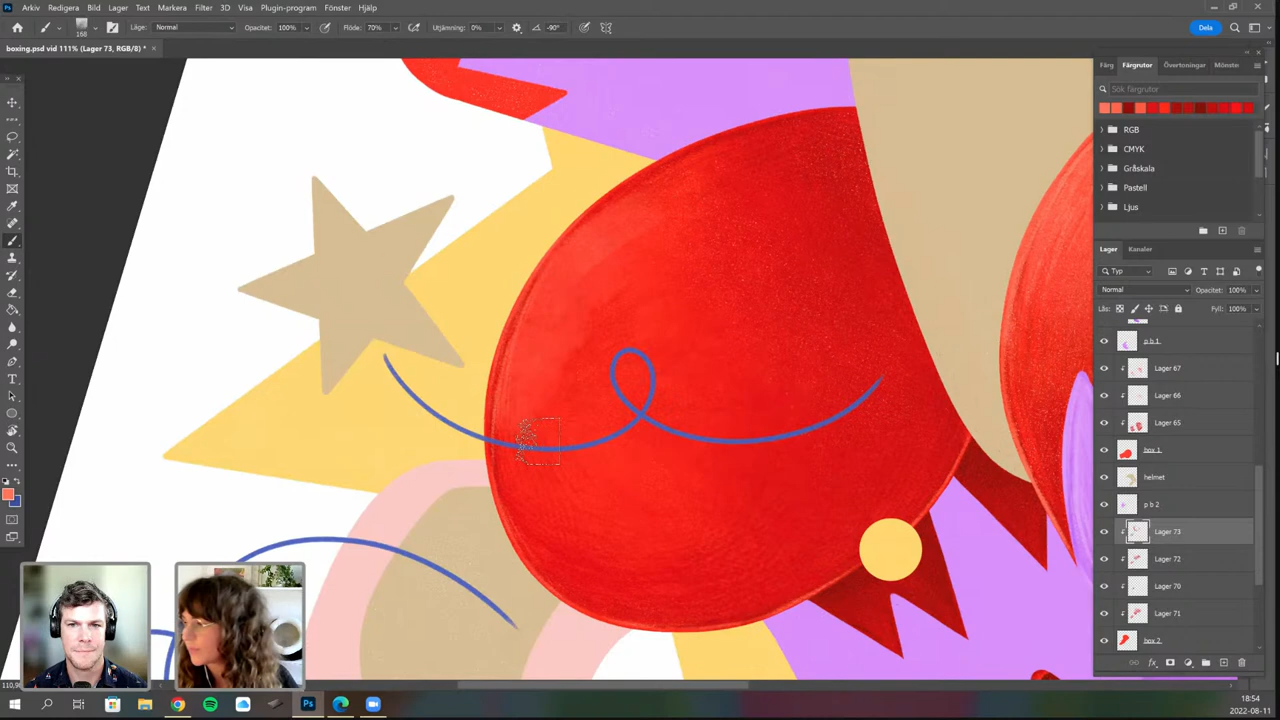 Arkiv Redigera Bild Lager Text Markera Filter 3D Visa Plugin-program Fönster Hjälp
168 Läge: Normal Opacitet: 100% Flöde: 70% Utjämning: 0% -90° Dela
boxing.psd vid 111% (Lager 73, RGB/8) *
Färg Färgrutor Övertoningar Mönste
Sök färgrutor
RGB
CMYK
Gråskala
Pastell
Ljus
Lager Kanaler
Typ
Normal Opacitet: 100%
Lås: Fyll: 100%
p b 1
Lager 67
Lager 66
Lager 65
box 1
helmet
p b 2
Lager 73
Lager 72
Lager 70
Lager 71
box 2
Ps
18:54
2022-08-11